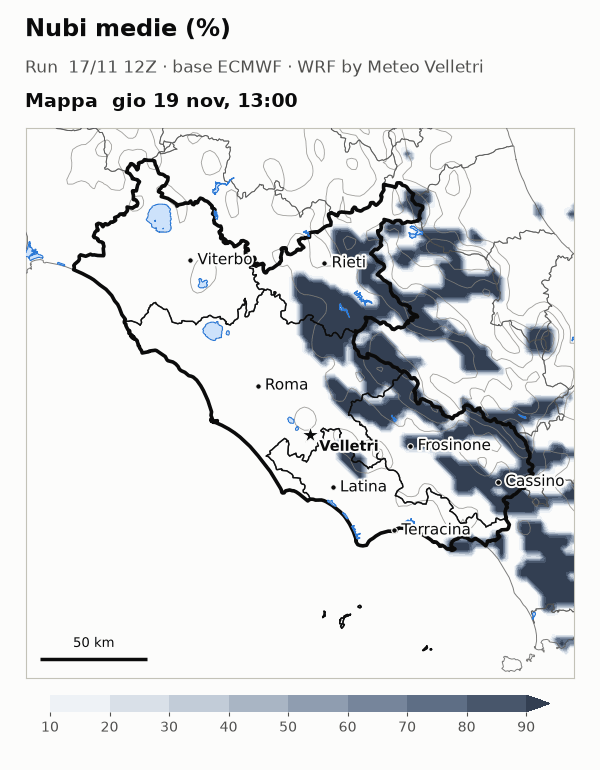 Nubi medie (%)
Run 17/11 12Z · base ECMWF · WRF by Meteo Velletri
Mappa gio 19 nov, 13:00
Viterbo
Rieti
Roma
Velletri
Frosinone
Latina
Cassino
Terracina
50 km
10 20 30 40 50 60 70 80 90